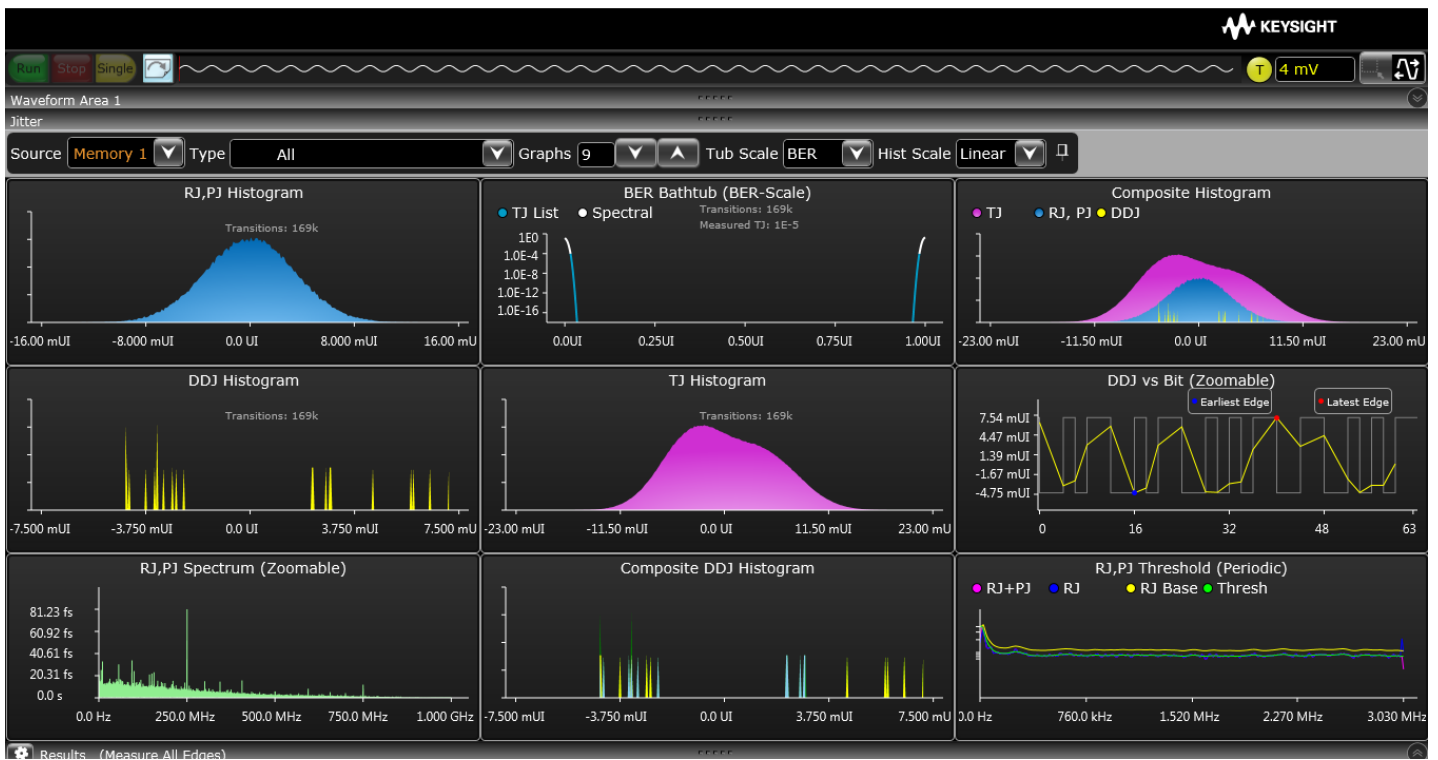 KEYSIGHT
Run Stop Single T 4 mV
Waveform Area 1
Jitter
Source Memory 1 Type All Graphs 9 Tub Scale BER Hist Scale Linear
RJ,PJ Histogram
Transitions: 169k
-16.00 mUI -8.000 mUI 0.0 UI 8.000 mUI 16.00 mU
BER Bathtub (BER-Scale)
TJ List Spectral
Transitions: 169k
Measured TJ: 1E-5
1E0
1.0E-4
1.0E-8
1.0E-12
1.0E-16
0.0UI 0.25UI 0.50UI 0.75UI 1.00UI
Composite Histogram
TJ RJ, PJ DDJ
-23.00 mUI -11.50 mUI 0.0 UI 11.50 mUI 23.00 mU
DDJ Histogram
Transitions: 169k
-7.500 mUI -3.750 mUI 0.0 UI 3.750 mUI 7.500 mU
TJ Histogram
Transitions: 169k
-23.00 mUI -11.50 mUI 0.0 UI 11.50 mUI 23.00 mU
DDJ vs Bit (Zoomable)
Earliest Edge Latest Edge
7.54 mUI
4.47 mUI
1.39 mUI
-1.67 mUI
-4.75 mUI
0 16 32 48 63
RJ,PJ Spectrum (Zoomable)
81.23 fs
60.92 fs
40.61 fs
20.31 fs
0.0 s
0.0 Hz 250.0 MHz 500.0 MHz 750.0 MHz 1.000 GHz
Composite DDJ Histogram
-7.500 mUI -3.750 mUI 0.0 UI 3.750 mUI 7.500 mU
RJ,PJ Threshold (Periodic)
RJ+PJ RJ RJ Base Thresh
0.0 Hz 760.0 kHz 1.520 MHz 2.270 MHz 3.030 MHz
Results (Measure All Edges)